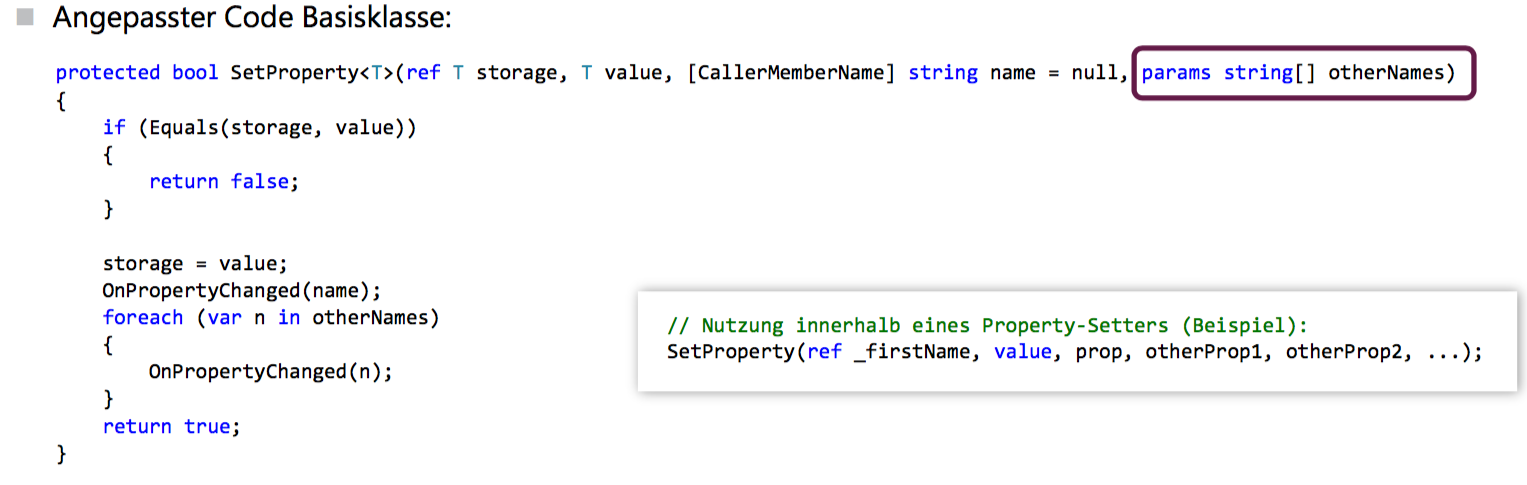 Angepasster Code Basisklasse:
protected bool SetProperty<T>(ref T storage, T value, [CallerMemberName] string name = null, params string[] otherNames)
{
    if (Equals(storage, value))
    {
        return false;
    }
    storage = value;
    OnPropertyChanged(name);
    foreach (var n in otherNames)
    {
        OnPropertyChanged(n);
    }
    return true;
}
// Nutzung innerhalb eines Property-Setters (Beispiel):
SetProperty(ref _firstName, value, prop, otherProp1, otherProp2, ...);